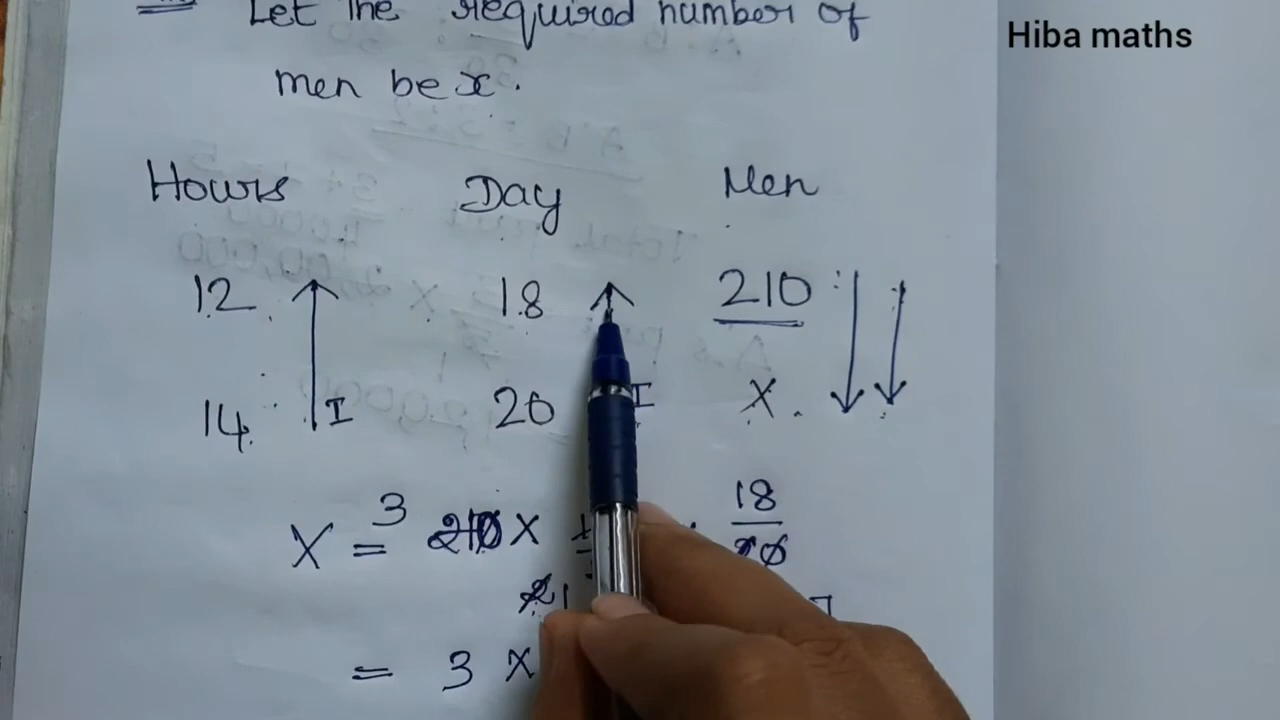 Let the required number of
Hiba maths
men be x.
Hours Day Men
12 18 210
14 I 20 I X
X = 3 210 X 18
20
21
= 3 X